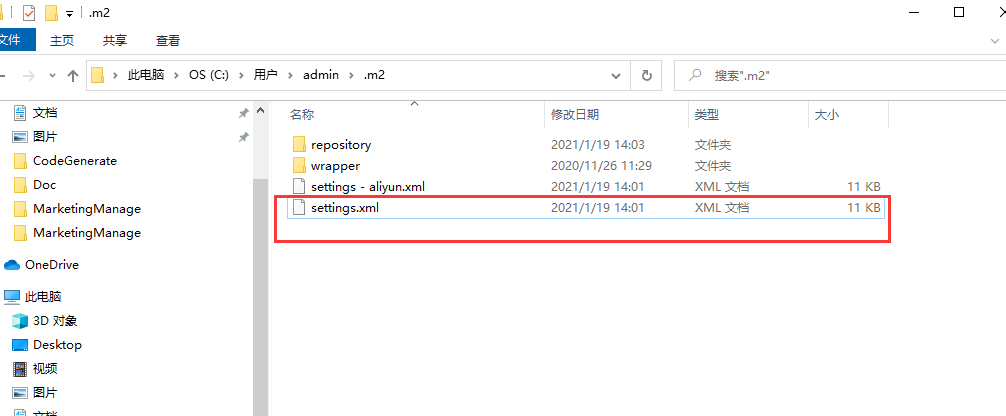 .m2
文件 主页 共享 查看
此电脑 OS (C:) 用户 admin .m2 搜索".m2"
文档
图片
CodeGenerate
Doc
MarketingManage
MarketingManage
OneDrive
此电脑
3D 对象
Desktop
视频
图片
文档
名称 修改日期 类型 大小
repository 2021/1/19 14:03 文件夹
wrapper 2020/11/26 11:29 文件夹
settings - aliyun.xml 2021/1/19 14:01 XML 文档 11 KB
settings.xml 2021/1/19 14:01 XML 文档 11 KB